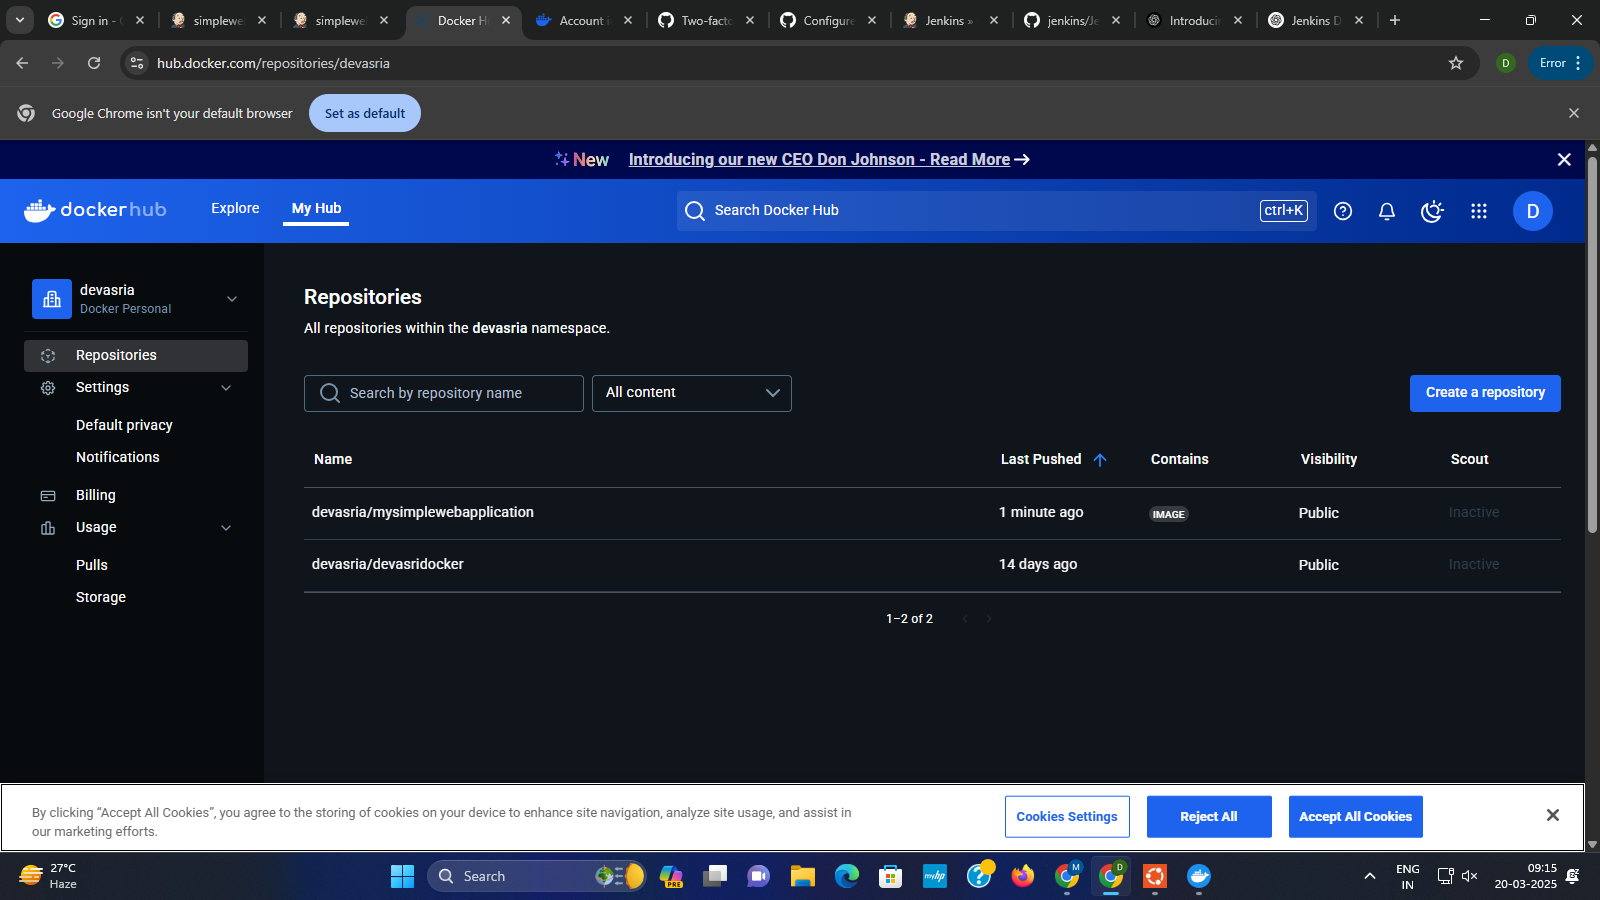 Sign in -
simplewe
simplewe
Docker H
Account i
Two-facto
Configure
Jenkins »
jenkins/Je
Introducin
Jenkins D
hub.docker.com/repositories/devasria
D
Error
Google Chrome isn't your default browser
Set as default
New
Introducing our new CEO Don Johnson - Read More →
dockerhub
Explore
My Hub
Search Docker Hub
ctrl+K
D
devasria
Docker Personal
Repositories
Settings
Default privacy
Notifications
Billing
Usage
Pulls
Storage
Repositories
All repositories within the devasria namespace.
Search by repository name
All content
Create a repository
Name
Last Pushed
Contains
Visibility
Scout
devasria/mysimplewebapplication
1 minute ago
IMAGE
Public
Inactive
devasria/devasridocker
14 days ago
Public
Inactive
1–2 of 2
By clicking “Accept All Cookies”, you agree to the storing of cookies on your device to enhance site navigation, analyze site usage, and assist in
our marketing efforts.
Cookies Settings
Reject All
Accept All Cookies
27°C
Haze
Search
PRE
myhp
M
D
ENG
IN
09:15
20-03-2025